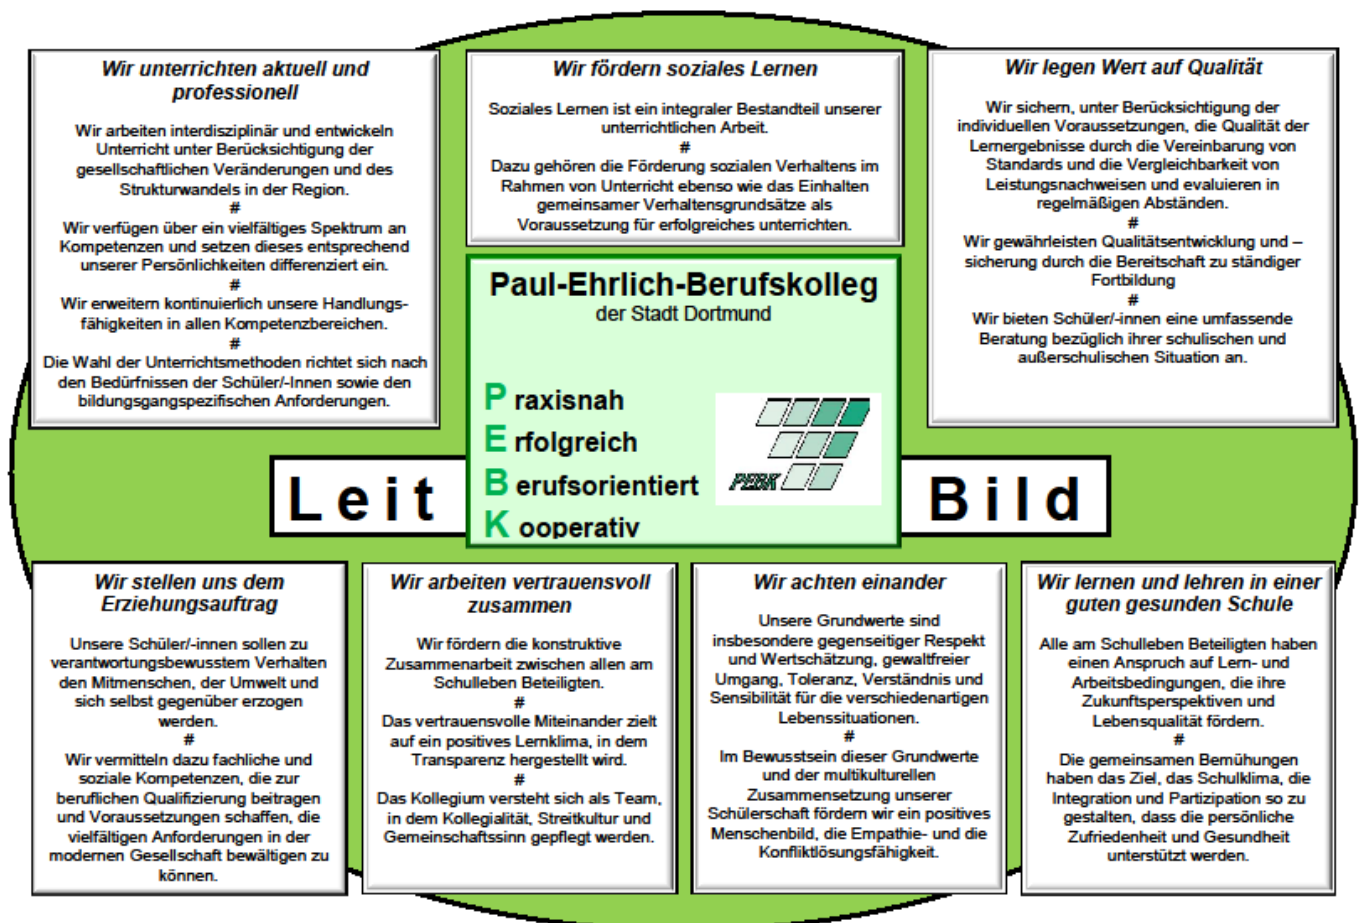 Wir unterrichten aktuell und
professionell
Wir arbeiten interdisziplinär und entwickeln
Unterricht unter Berücksichtigung der
gesellschaftlichen Veränderungen und des
Strukturwandels in der Region.
#
Wir verfügen über ein vielfältiges Spektrum an
Kompetenzen und setzen dieses entsprechend
unserer Persönlichkeiten differenziert ein.
#
Wir erweitern kontinuierlich unsere Handlungs-
fähigkeiten in allen Kompetenzbereichen.
#
Die Wahl der Unterrichtsmethoden richtet sich nach
den Bedürfnissen der Schüler/-Innen sowie den
bildungsgangspezifischen Anforderungen.
Wir fördern soziales Lernen
Soziales Lernen ist ein integraler Bestandteil unserer
unterrichtlichen Arbeit.
#
Dazu gehören die Förderung sozialen Verhaltens im
Rahmen von Unterricht ebenso wie das Einhalten
gemeinsamer Verhaltensgrundsätze als
Voraussetzung für erfolgreiches unterrichten.
Wir legen Wert auf Qualität
Wir sichern, unter Berücksichtigung der
individuellen Voraussetzungen, die Qualität der
Lernergebnisse durch die Vereinbarung von
Standards und die Vergleichbarkeit von
Leistungsnachweisen und evaluieren in
regelmäßigen Abständen.
#
Wir gewährleisten Qualitätsentwicklung und –
sicherung durch die Bereitschaft zu ständiger
Fortbildung
#
Wir bieten Schüler/-innen eine umfassende
Beratung bezüglich ihrer schulischen und
außerschulischen Situation an.
Paul-Ehrlich-Berufskolleg
der Stadt Dortmund
P raxisnah
E rfolgreich
B erufsorientiert
K ooperativ
PEBK
Leit
Bild
Wir stellen uns dem
Erziehungsauftrag
Unsere Schüler/-innen sollen zu
verantwortungsbewusstem Verhalten
den Mitmenschen, der Umwelt und
sich selbst gegenüber erzogen
werden.
#
Wir vermitteln dazu fachliche und
soziale Kompetenzen, die zur
beruflichen Qualifizierung beitragen
und Voraussetzungen schaffen, die
vielfältigen Anforderungen in der
modernen Gesellschaft bewältigen zu
können.
Wir arbeiten vertrauensvoll
zusammen
Wir fördern die konstruktive
Zusammenarbeit zwischen allen am
Schulleben Beteiligten.
#
Das vertrauensvolle Miteinander zielt
auf ein positives Lernklima, in dem
Transparenz hergestellt wird.
#
Das Kollegium versteht sich als Team,
in dem Kollegialität, Streitkultur und
Gemeinschaftssinn gepflegt werden.
Wir achten einander
Unsere Grundwerte sind
insbesondere gegenseitiger Respekt
und Wertschätzung, gewaltfreier
Umgang, Toleranz, Verständnis und
Sensibilität für die verschiedenartigen
Lebenssituationen.
#
Im Bewusstsein dieser Grundwerte
und der multikulturellen
Zusammensetzung unserer
Schülerschaft fördern wir ein positives
Menschenbild, die Empathie- und die
Konfliktlösungsfähigkeit.
Wir lernen und lehren in einer
guten gesunden Schule
Alle am Schulleben Beteiligten haben
einen Anspruch auf Lern- und
Arbeitsbedingungen, die ihre
Zukunftsperspektiven und
Lebensqualität fördern.
#
Die gemeinsamen Bemühungen
haben das Ziel, das Schulklima, die
Integration und Partizipation so zu
gestalten, dass die persönliche
Zufriedenheit und Gesundheit
unterstützt werden.